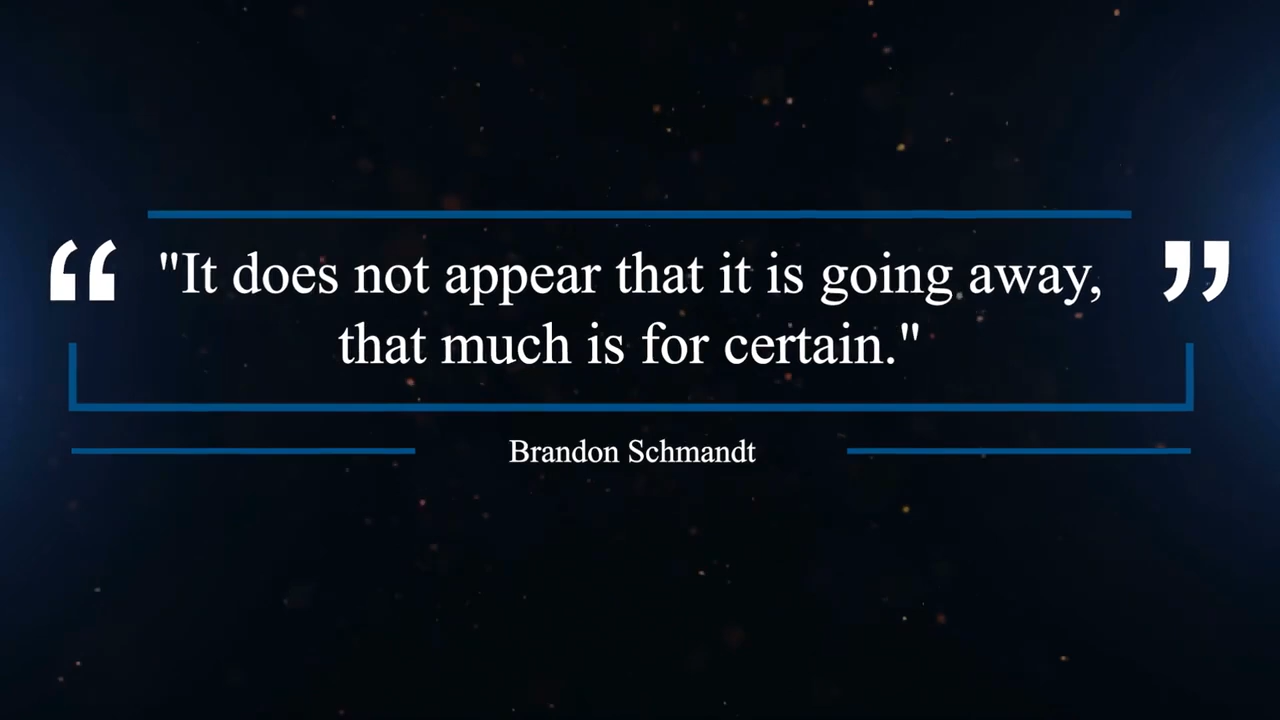 "It does not appear that it is going away,
that much is for certain."
Brandon Schmandt